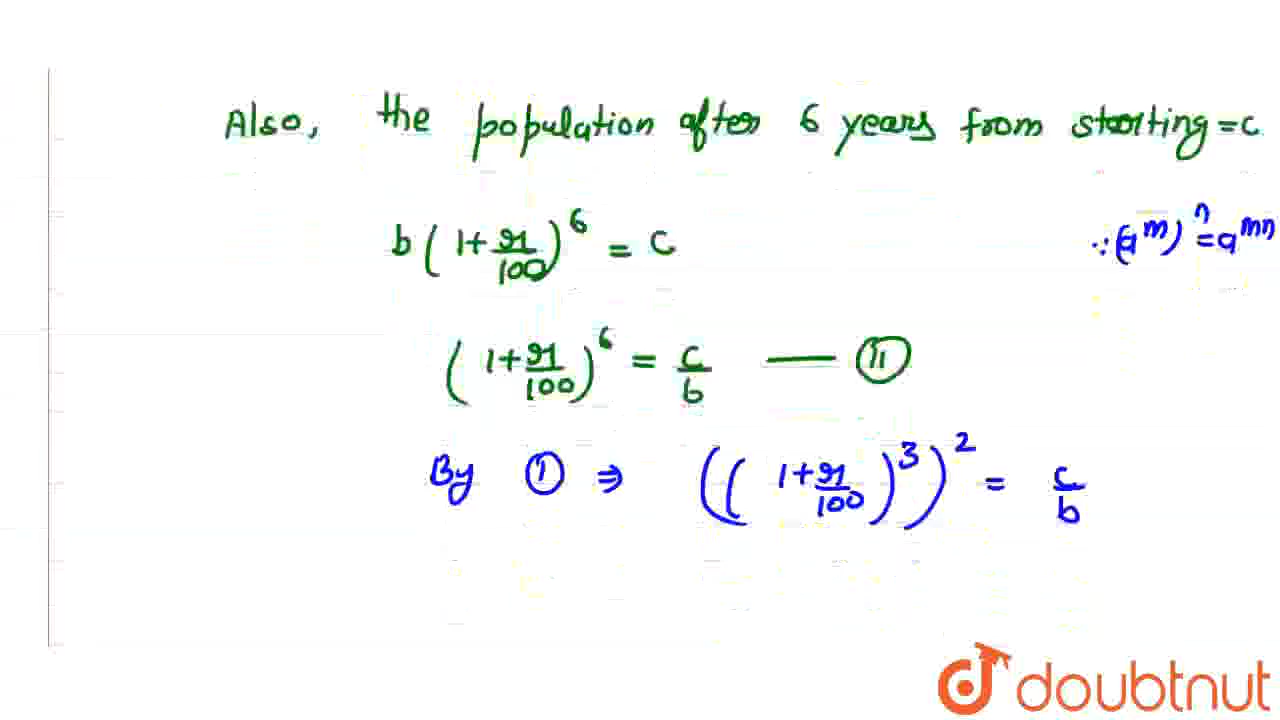 Also, the population after 6 years from starting = c
b(1+r/100)^6 = c
∵(a^m)^n = a^mn
(1+r/100)^6 = c/b —— (ii)
By (1) ⇒ ((1+r/100)^3)^2 = c/b
doubtnut